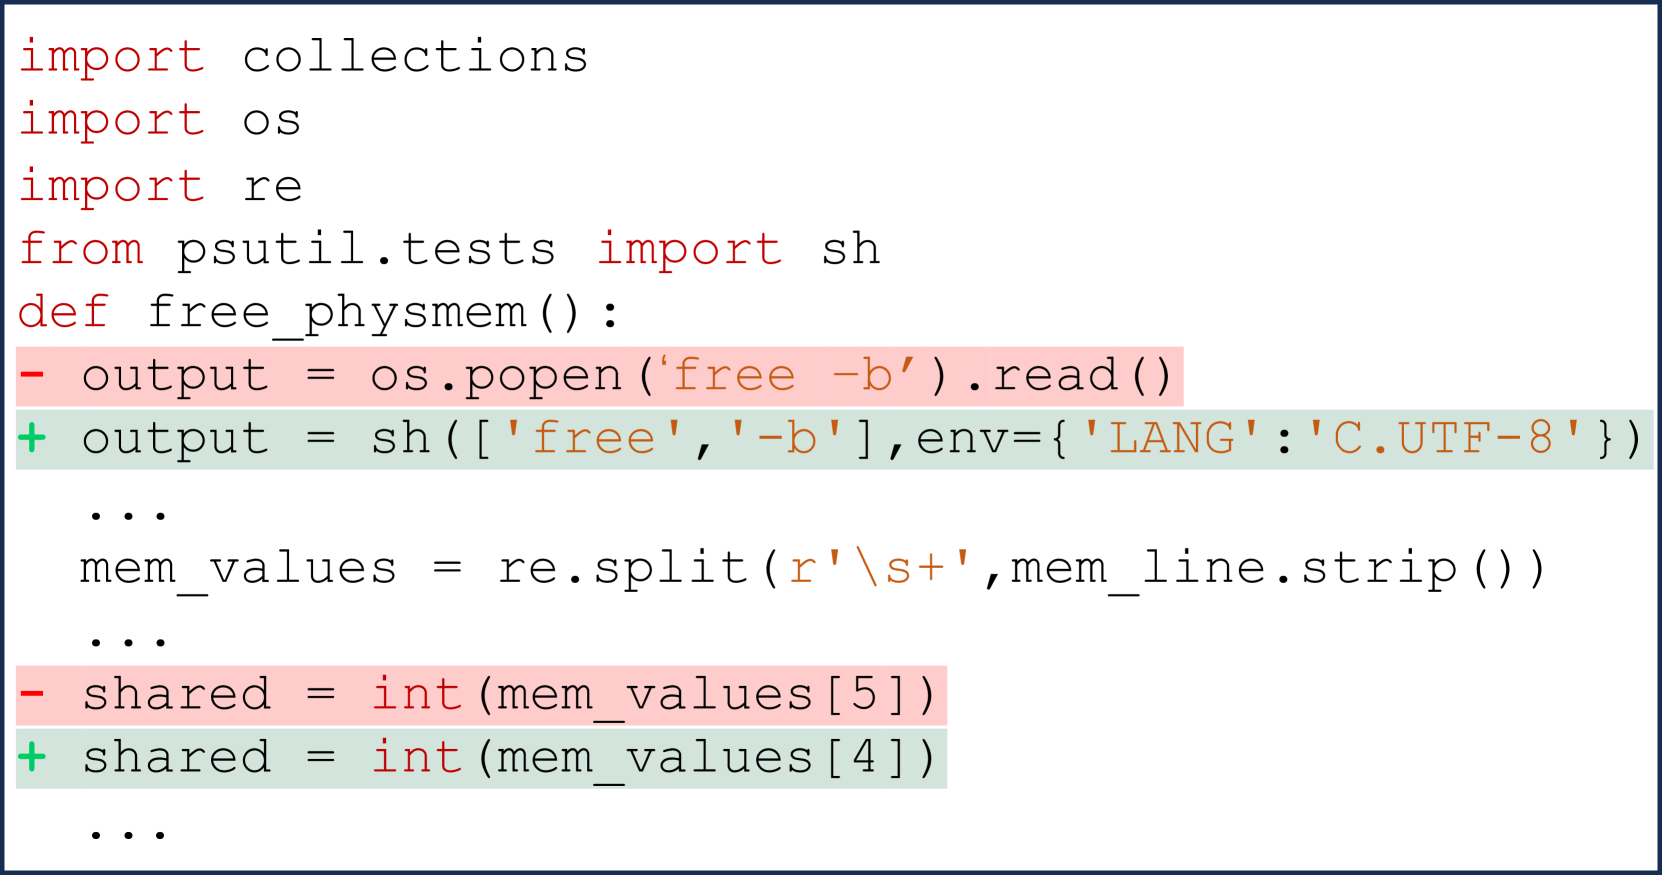 import collections
import os
import re
from psutil.tests import sh
def free_physmem():
- output = os.popen(‘free –b’).read()
+ output = sh(['free','-b'],env={'LANG':'C.UTF-8'})
...
mem_values = re.split(r'\s+',mem_line.strip())
...
- shared = int(mem_values[5])
+ shared = int(mem_values[4])
...